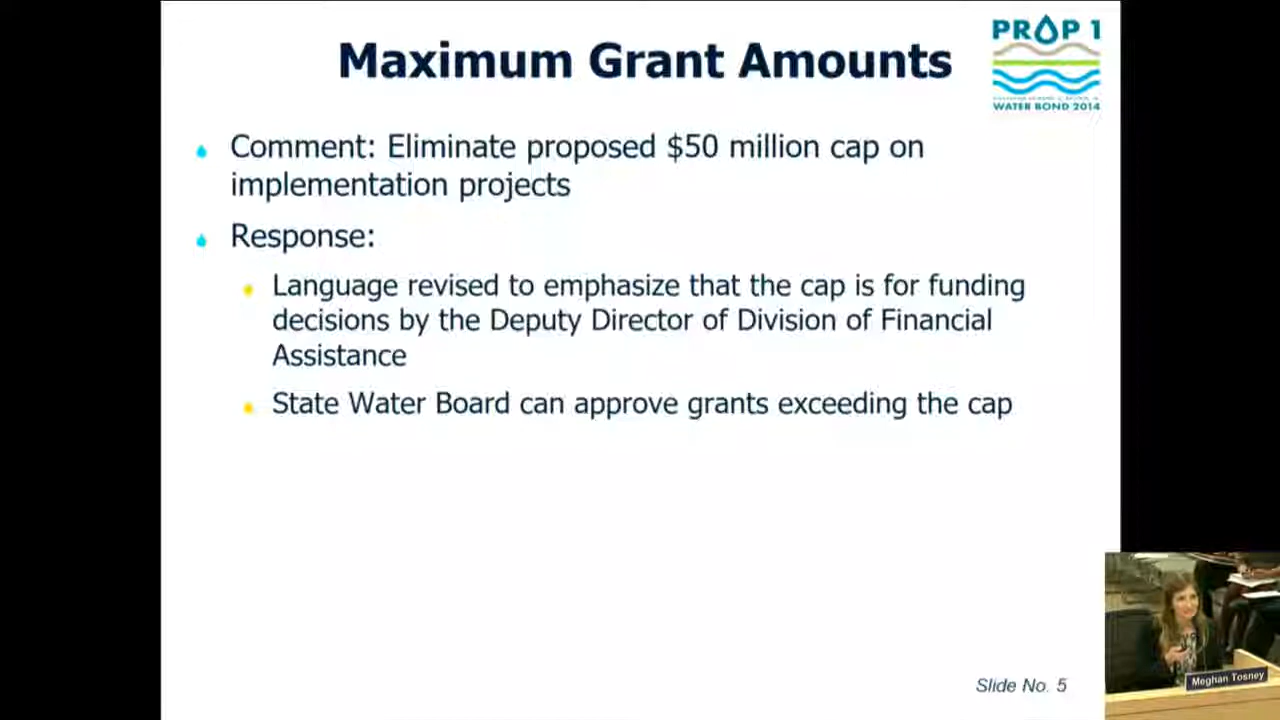 Maximum Grant Amounts
PROP 1
WATER BOND 2014
Comment: Eliminate proposed $50 million cap on
implementation projects
Response:
Language revised to emphasize that the cap is for funding
decisions by the Deputy Director of Division of Financial
Assistance
State Water Board can approve grants exceeding the cap
Slide No. 5
Meghan Tosney